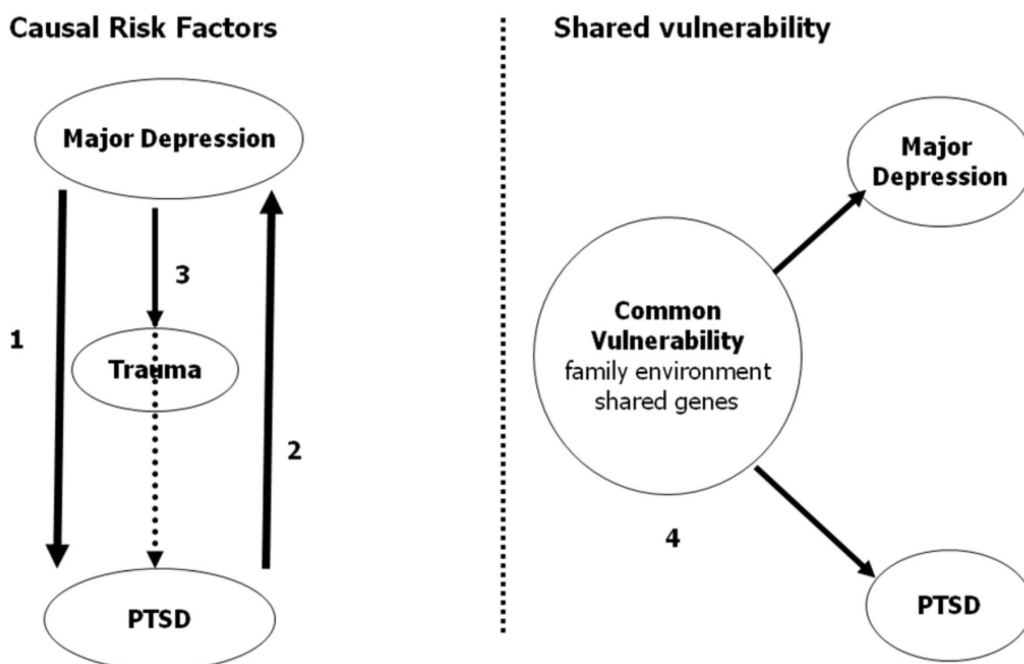 Causal Risk Factors
Major Depression
3
1
Trauma
2
PTSD
Shared vulnerability
Major
Depression
Common
Vulnerability
family environment
shared genes
4
PTSD